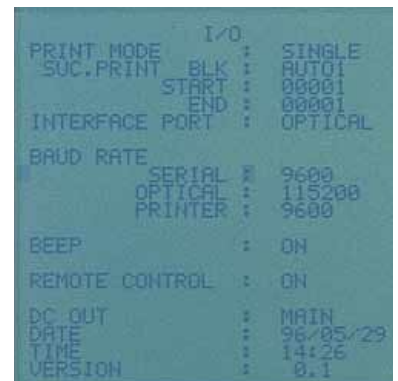 I/O
PRINT MODE : SINGLE
SVC.PRINT BLK : AUTO1
START : 00001
END : 00001
INTERFACE PORT : OPTICAL
BAUD RATE
SERIAL : 9600
OPTICAL : 115200
PRINTER : 9600
BEEP : ON
REMOTE CONTROL : ON
DC OUT : MAIN
DATE : 96/05/29
TIME : 14:26
VERSION : 0.1